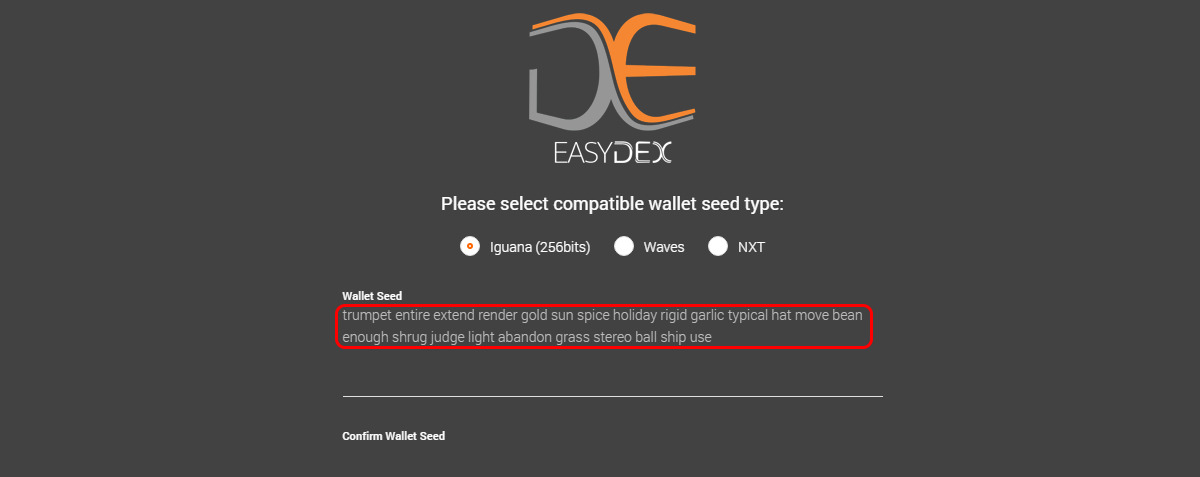 EASYDEX
Please select compatible wallet seed type:
Iguana (256bits) Waves NXT
Wallet Seed
trumpet entire extend render gold sun spice holiday rigid garlic typical hat move bean
enough shrug judge light abandon grass stereo ball ship use
Confirm Wallet Seed